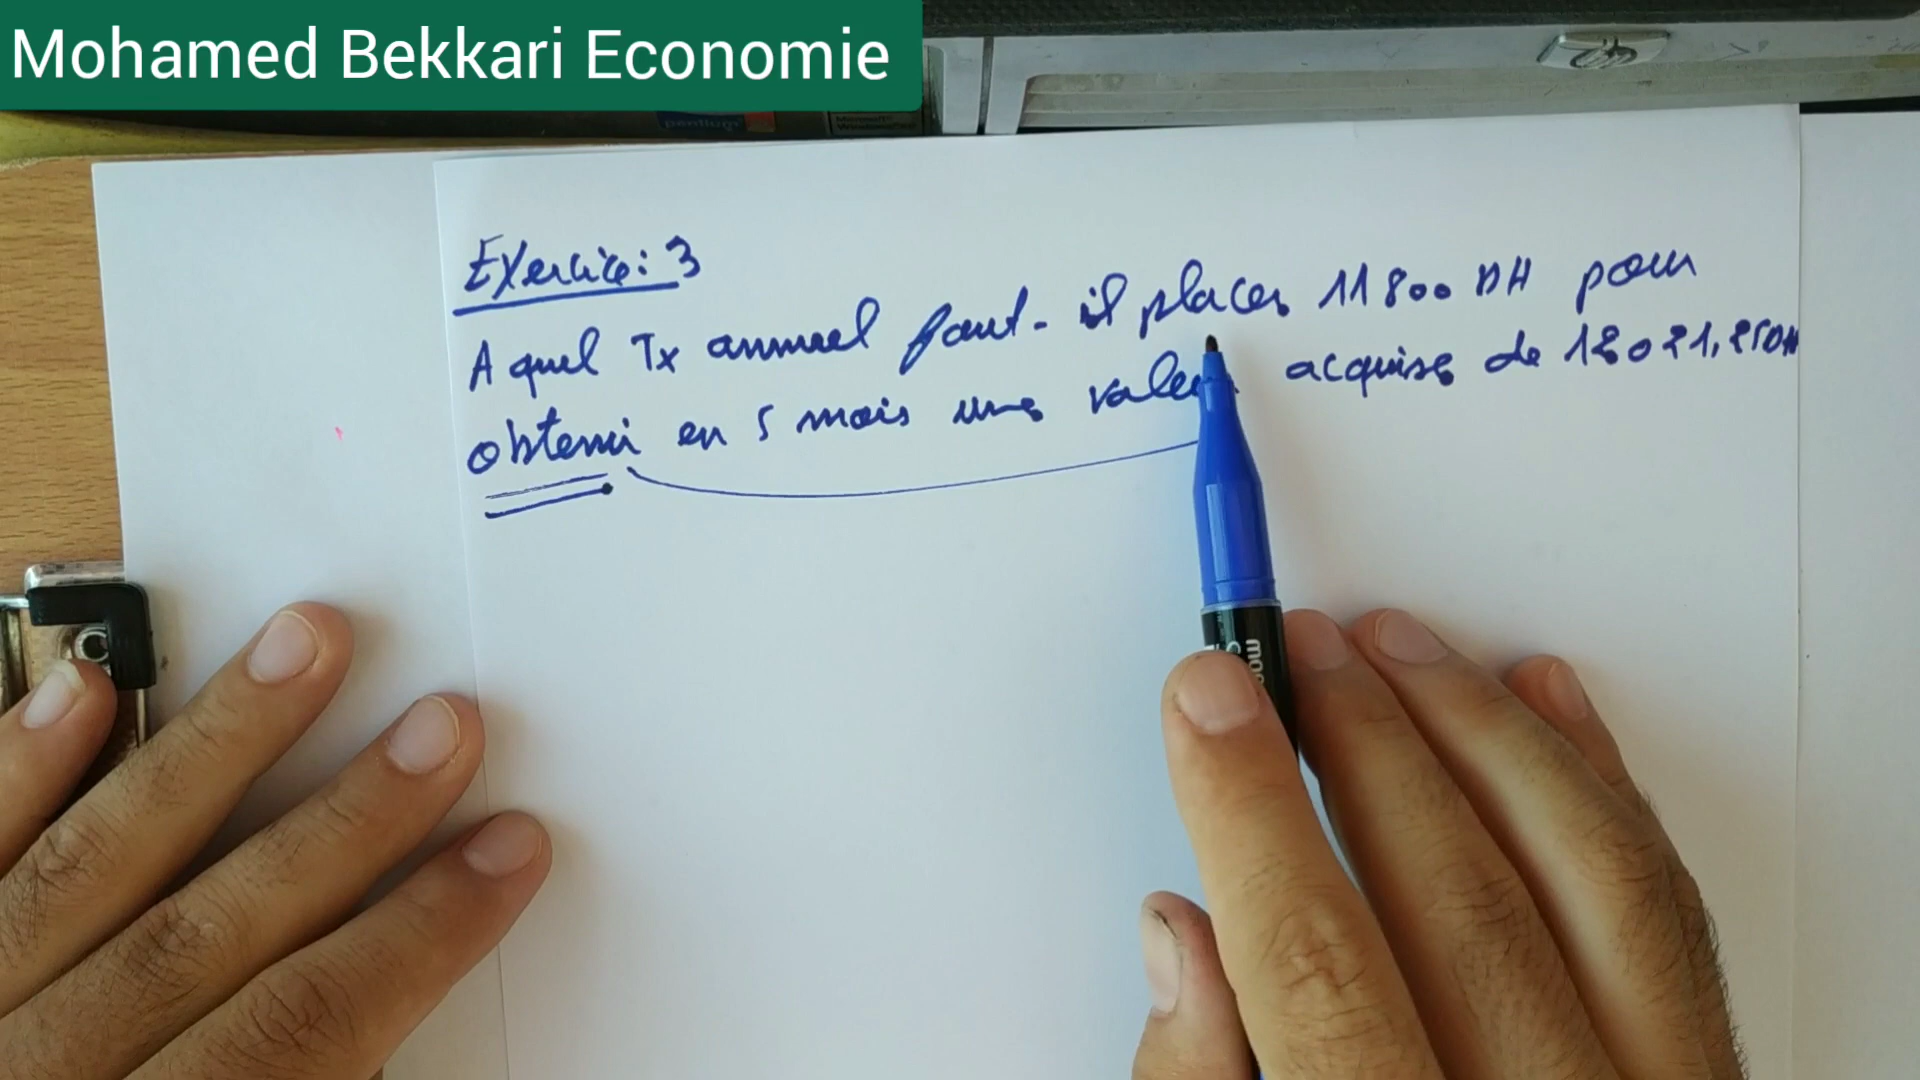 Mohamed Bekkari Economie
pentium
Exercice: 3
A quel Tx annuel faut-il placer 11800 DH pour
obtenir en 5 mois une valeur acquise de 12021,25DH